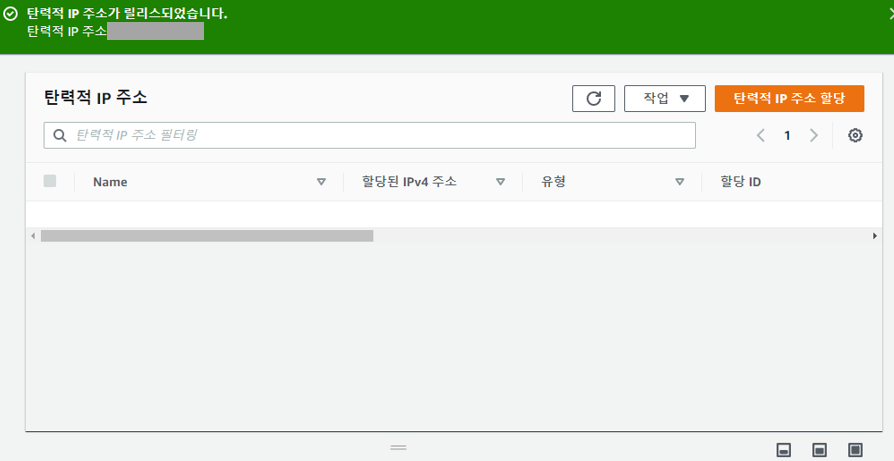 탄력적 IP 주소가 릴리스되었습니다.
탄력적 IP 주소
탄력적 IP 주소
작업
탄력적 IP 주소 할당
탄력적 IP 주소 필터링
1
Name
할당된 IPv4 주소
유형
할당 ID